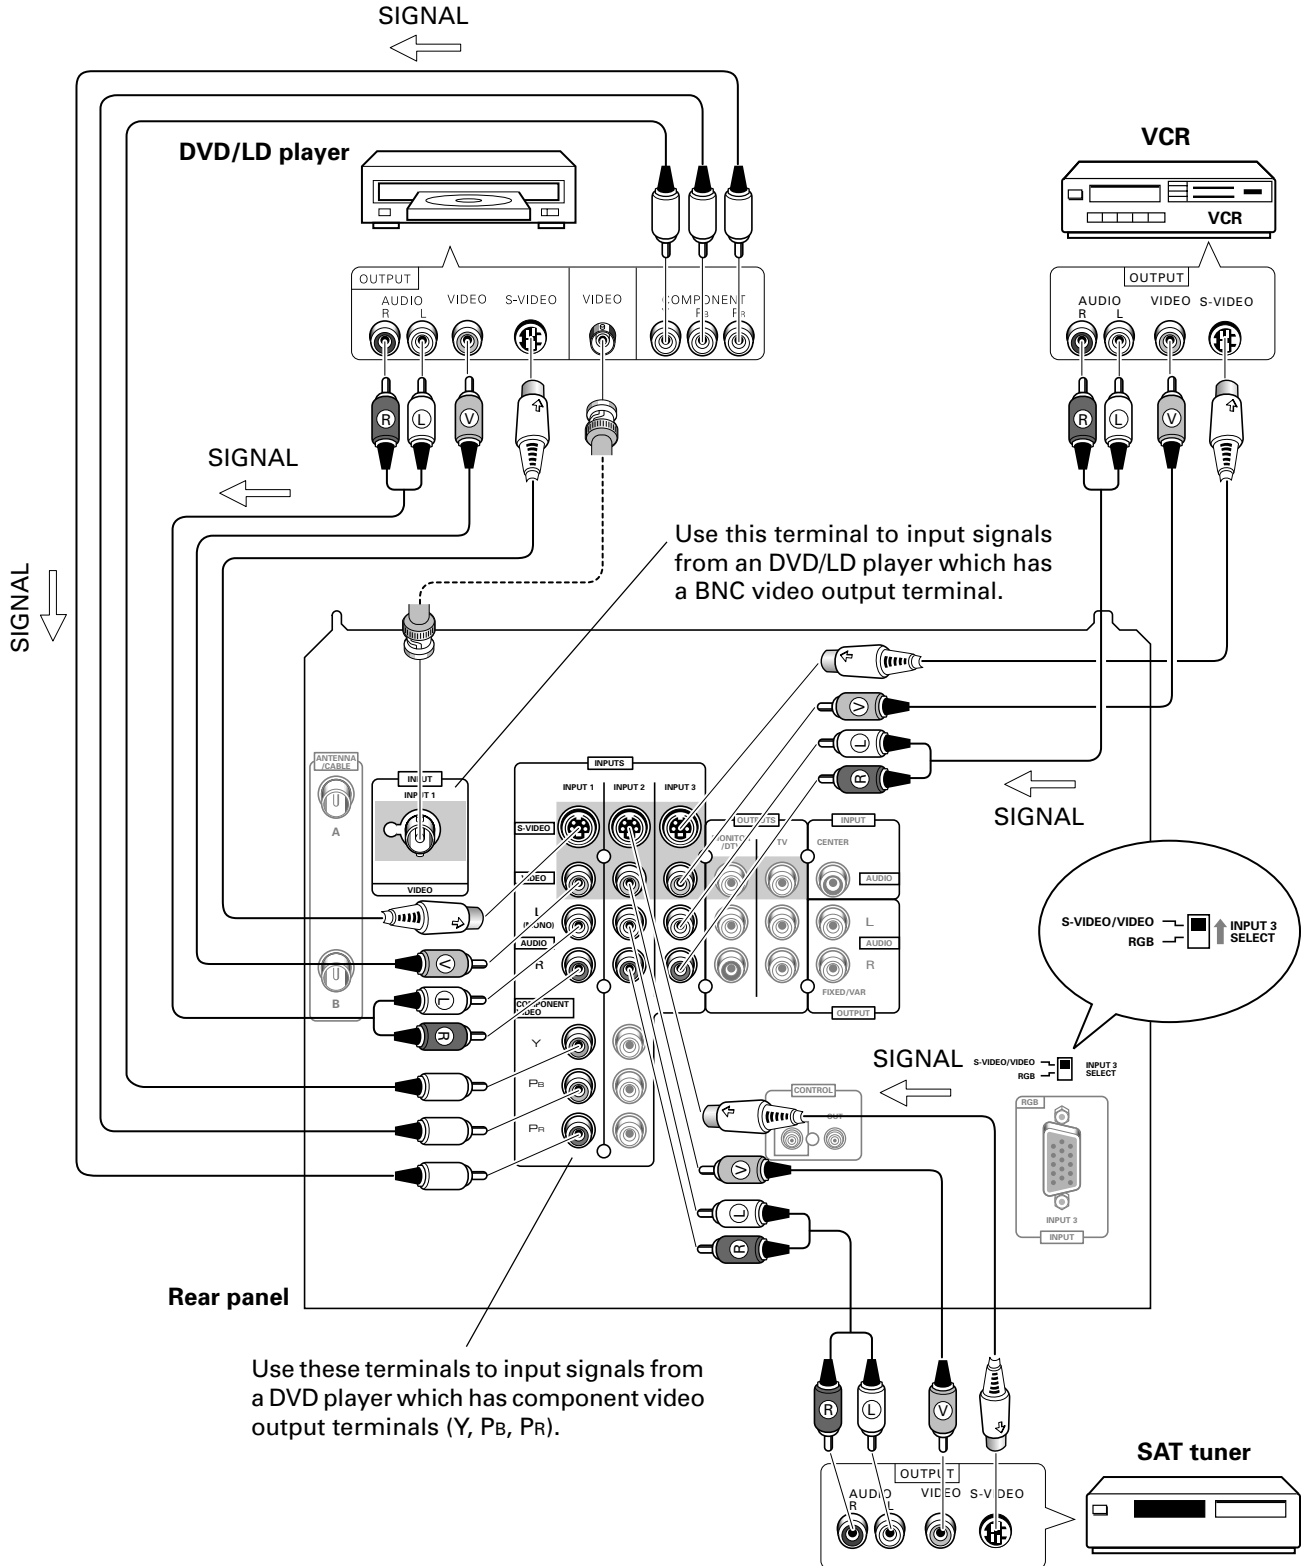 SIGNAL
DVD/LD player
VCR
VCR
OUTPUT
AUDIO
R L
VIDEO
S-VIDEO
VIDEO
COMPONENT
Y PB PR
OUTPUT
AUDIO
R L
VIDEO
S-VIDEO
R L V
R L V
SIGNAL
SIGNAL
Use this terminal to input signals
from an DVD/LD player which has
a BNC video output terminal.
V
L
R
SIGNAL
ANTENNA
/CABLE
A
B
INPUT
INPUT 1
VIDEO
INPUTS
INPUT 1 INPUT 2 INPUT 3
S-VIDEO
VIDEO
L
(MONO)
AUDIO
R
COMPONENT
VIDEO
Y
PB
PR
OUTPUTS
MONITOR
/DTV
TV
INPUT
CENTER
AUDIO
L
AUDIO
R
FIXED/VAR
OUTPUT
V
L
R
S-VIDEO/VIDEO
RGB
INPUT 3
SELECT
SIGNAL
S-VIDEO/VIDEO
RGB
INPUT 3
SELECT
CONTROL
OUT
RGB
INPUT 3
INPUT
V
L
R
Rear panel
Use these terminals to input signals from
a DVD player which has component video
output terminals (Y, PB, PR).
R L V
SAT tuner
OUTPUT
AUDIO
R L
VIDEO
S-VIDEO